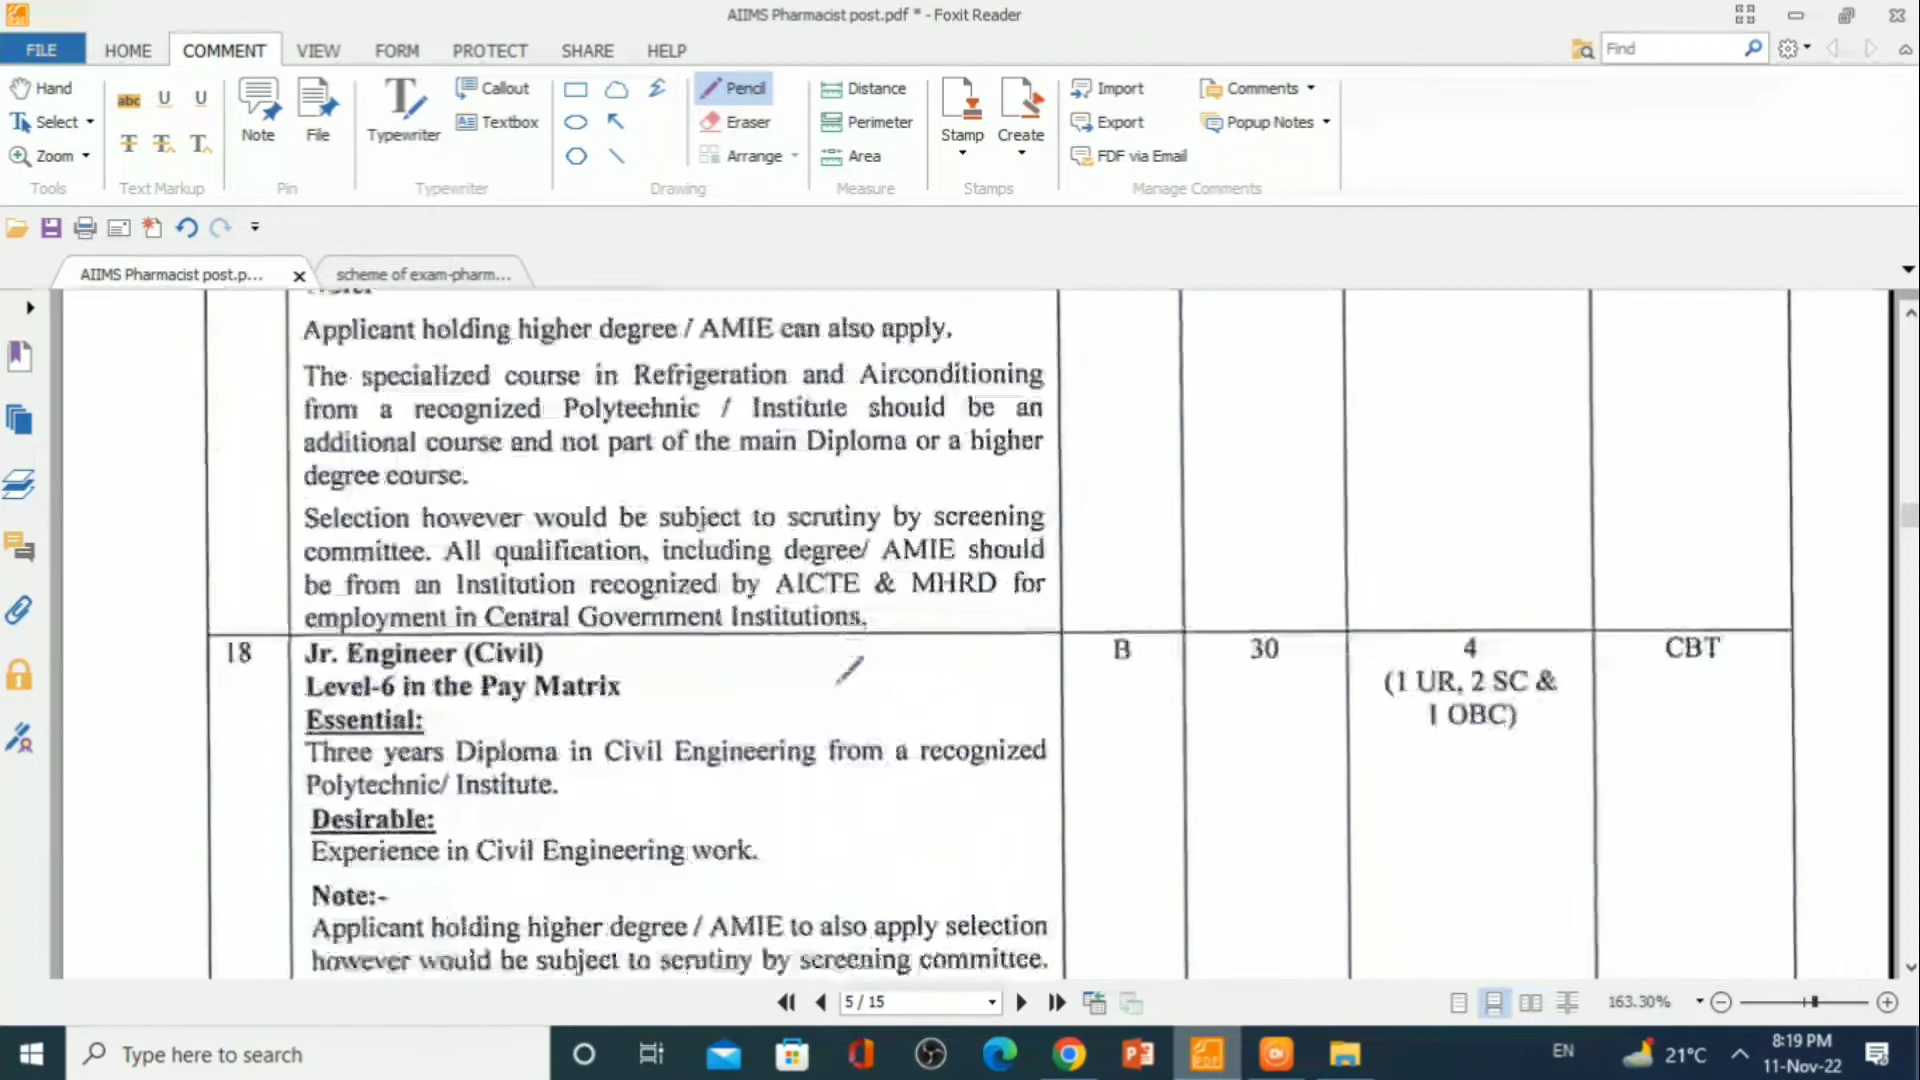 AIIMS Pharmacist post.pdf * - Foxit Reader
FILE HOME COMMENT VIEW FORM PROTECT SHARE HELP
Find
Hand
Select
Zoom
Tools
abc U U
T T T
Text Markup
Note
File
Pin
Typewriter
Callout
Textbox
Typewriter
Pencil
Eraser
Arrange
Drawing
Distance
Perimeter
Area
Measure
Stamp
Create
Stamps
Import
Export
FDF via Email
Comments
Popup Notes
Manage Comments
AIIMS Pharmacist post.p...
scheme of exam-pharm...
Applicant holding higher degree / AMIE can also apply.
The specialized course in Refrigeration and Airconditioning
from a recognized Polytechnic / Institute should be an
additional course and not part of the main Diploma or a higher
degree course.
Selection however would be subject to scrutiny by screening
committee. All qualification, including degree/ AMIE should
be from an Institution recognized by AICTE & MHRD for
employment in Central Government Institutions.
18
Jr. Engineer (Civil)
Level-6 in the Pay Matrix
Essential:
Three years Diploma in Civil Engineering from a recognized
Polytechnic/ Institute.
Desirable:
Experience in Civil Engineering work.
Note:-
Applicant holding higher degree / AMIE to also apply selection
however would be subject to scrutiny by screening committee.
B
30
4
(1 UR, 2 SC &
1 OBC)
CBT
5 / 15
163.30%
Type here to search
EN
21°C
8:19 PM
11-Nov-22